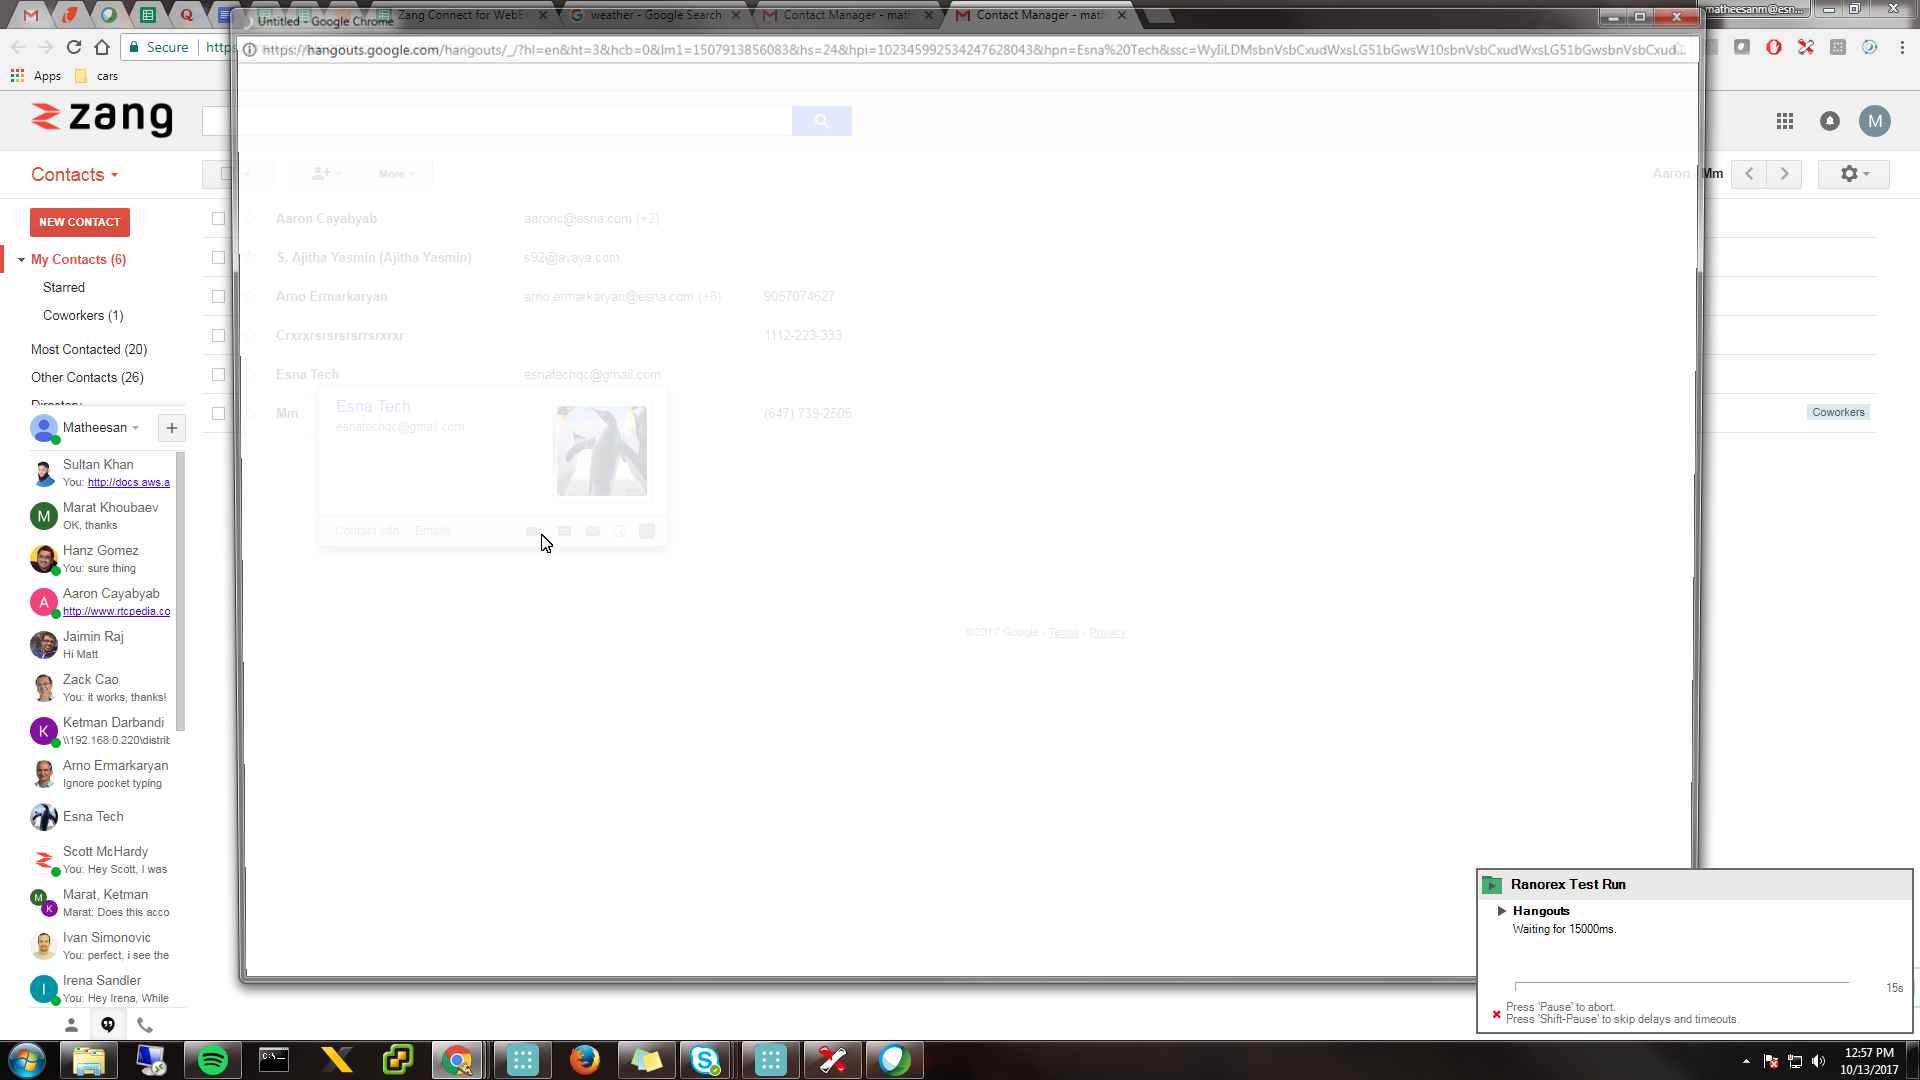 Untitled - Google Chrome
Zang Connect for WebE
weather - Google Search
Contact Manager - math
Contact Manager - math
matheesanm@esn...
Secure
https
https://hangouts.google.com/hangouts/_/?hl=en&ht=3&hcb=0&lm1=1507913856083&hs=24&hpi=102345992534247628043&hpn=Esna%20Tech&ssc=WyIiLDMsbnVsbCxudWxsLG51bGwsW10sbnVsbCxudWxsLG51bGwsbnVsbCxud...
Apps
cars
zang
M
Contacts
More
Aaron - Mm
NEW CONTACT
My Contacts (6)
Starred
Coworkers (1)
Most Contacted (20)
Other Contacts (26)
Directory
Aaron Cayabyab
aaronc@esna.com (+2)
S. Ajitha Yasmin (Ajitha Yasmin)
s92@avaya.com
Arno Ermarkaryan
arno.ermarkaryan@esna.com (+6)
9057074627
1112-223-333
Esna Tech
esnatechqc@gmail.com
Mm
(647) 739-2505
Coworkers
Esna Tech
esnatechqc@gmail.com
Contact info
Emails
©2017 Google - Terms - Privacy
Matheesan
Sultan Khan
You: http://docs.aws.a
M
Marat Khoubaev
OK, thanks
Hanz Gomez
You: sure thing
A
Aaron Cayabyab
http://www.rtcpedia.co
Jaimin Raj
Hi Matt
Zack Cao
You: it works, thanks!
K
Ketman Darbandi
\\192.168.0.220\distrib
Arno Ermarkaryan
Ignore pocket typing
Esna Tech
Scott McHardy
You: Hey Scott, I was
M
K
Marat, Ketman
Marat: Does this acco
Ivan Simonovic
You: perfect, i see the
I
Irena Sandler
You: Hey Irena, While
Ranorex Test Run
Hangouts
Waiting for 15000ms.
15s
Press 'Pause' to abort.
Press 'Shift-Pause' to skip delays and timeouts.
12:57 PM
10/13/2017